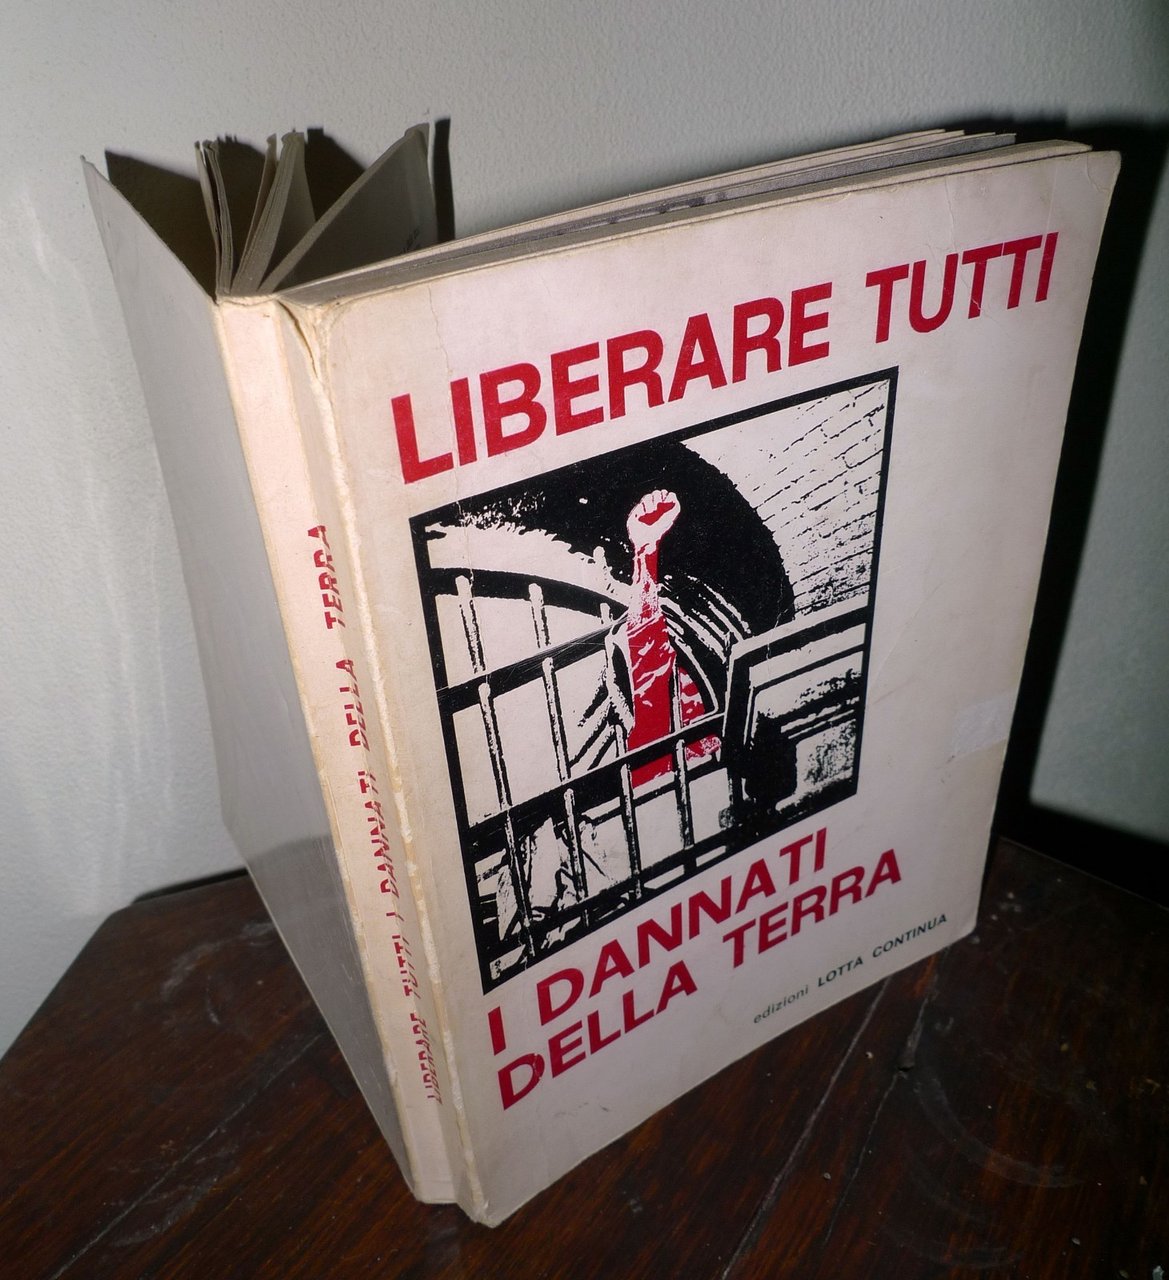 LIBERARE TUTTI
I DANNATI
DELLA TERRA
edizioni LOTTA CONTINUA
LIBERARE TUTTI I DANNATI DELLA TERRA